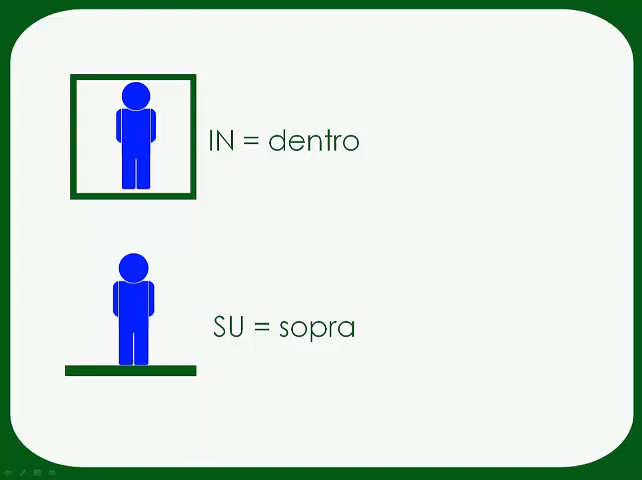 IN = dentro
SU = sopra